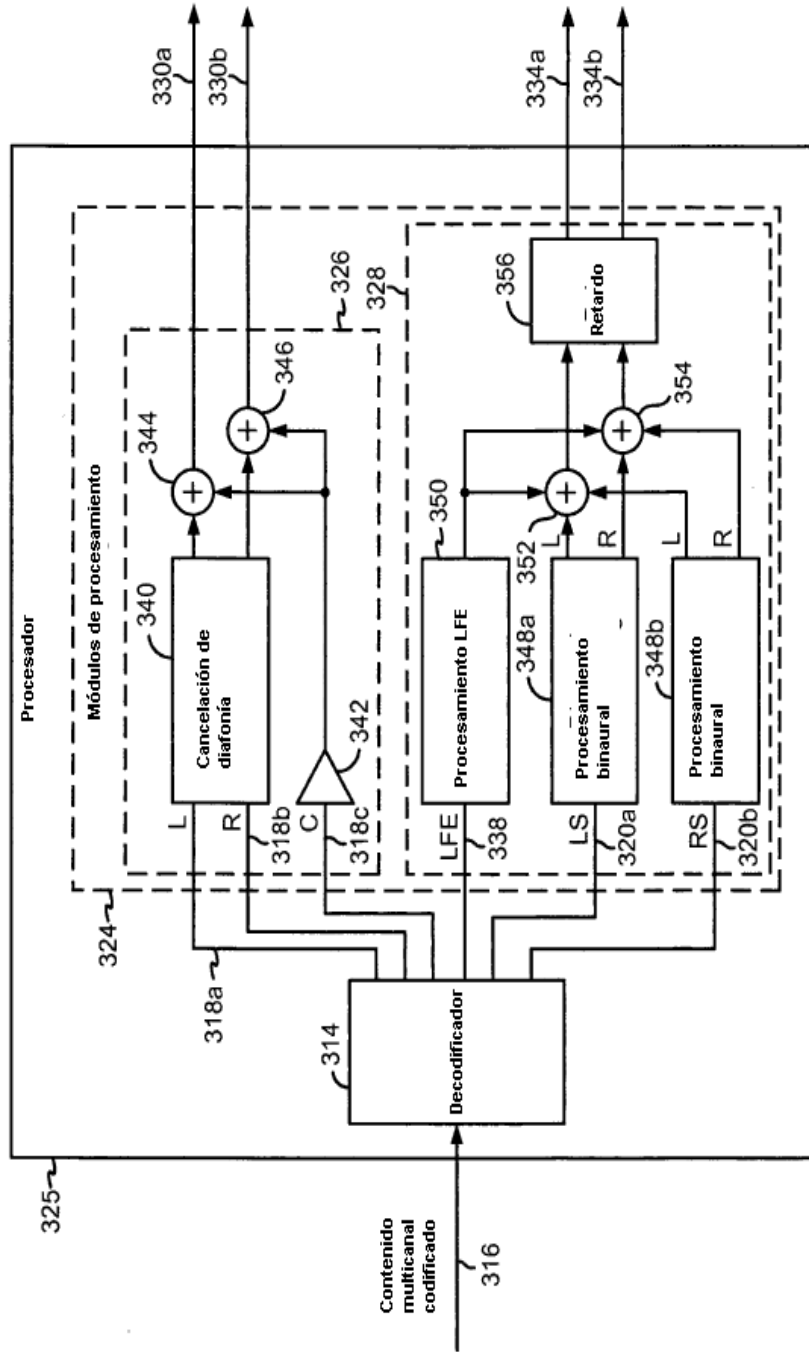 Procesador
325
Módulos de procesamiento
324
326
328
330a
330b
334a
334b
344
346
340
Cancelación de
diafonía
L
R
318b
342
C
318c
318a
356
Retardo
354
352
350
Procesamiento LFE
LFE
338
L
R
348a
Procesamiento
binaural
LS
320a
L
R
348b
Procesamiento
binaural
RS
320b
314
Decodificador
Contenido
multicanal
codificado
316